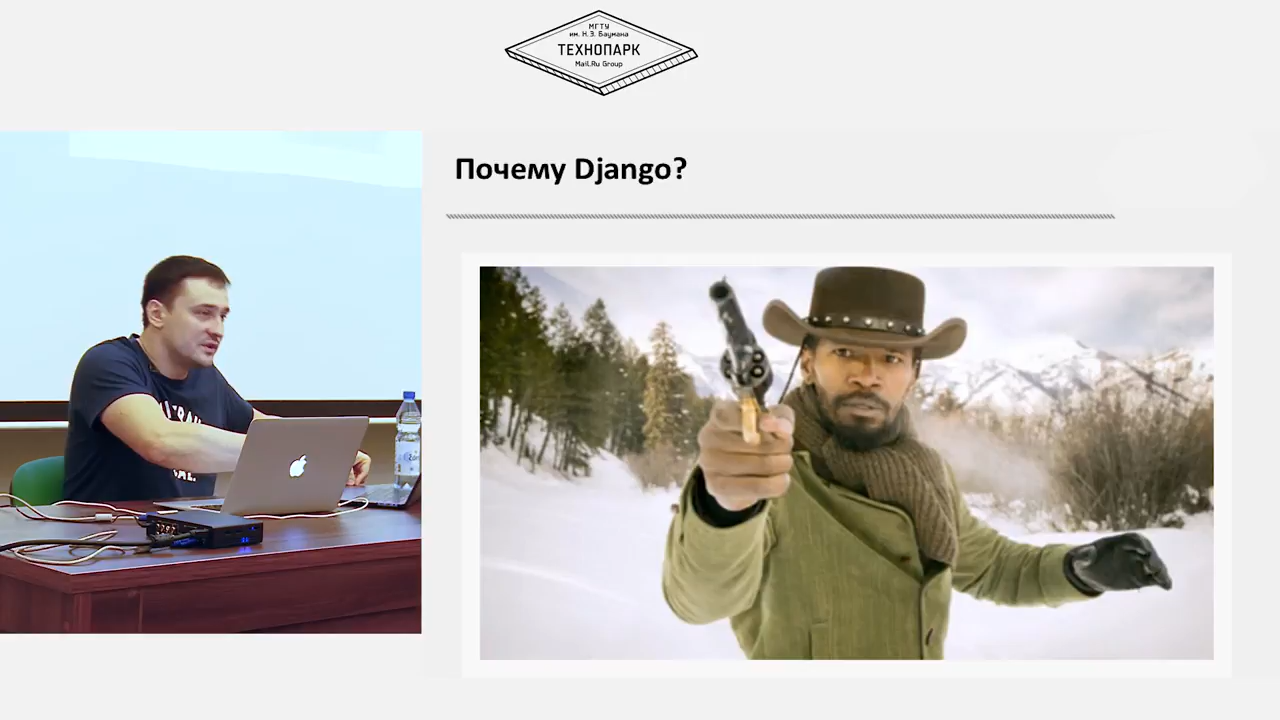 МГТУ
им. Н.Э. Баумана
ТЕХНОПАРК
Mail.Ru Group
Почему Django?